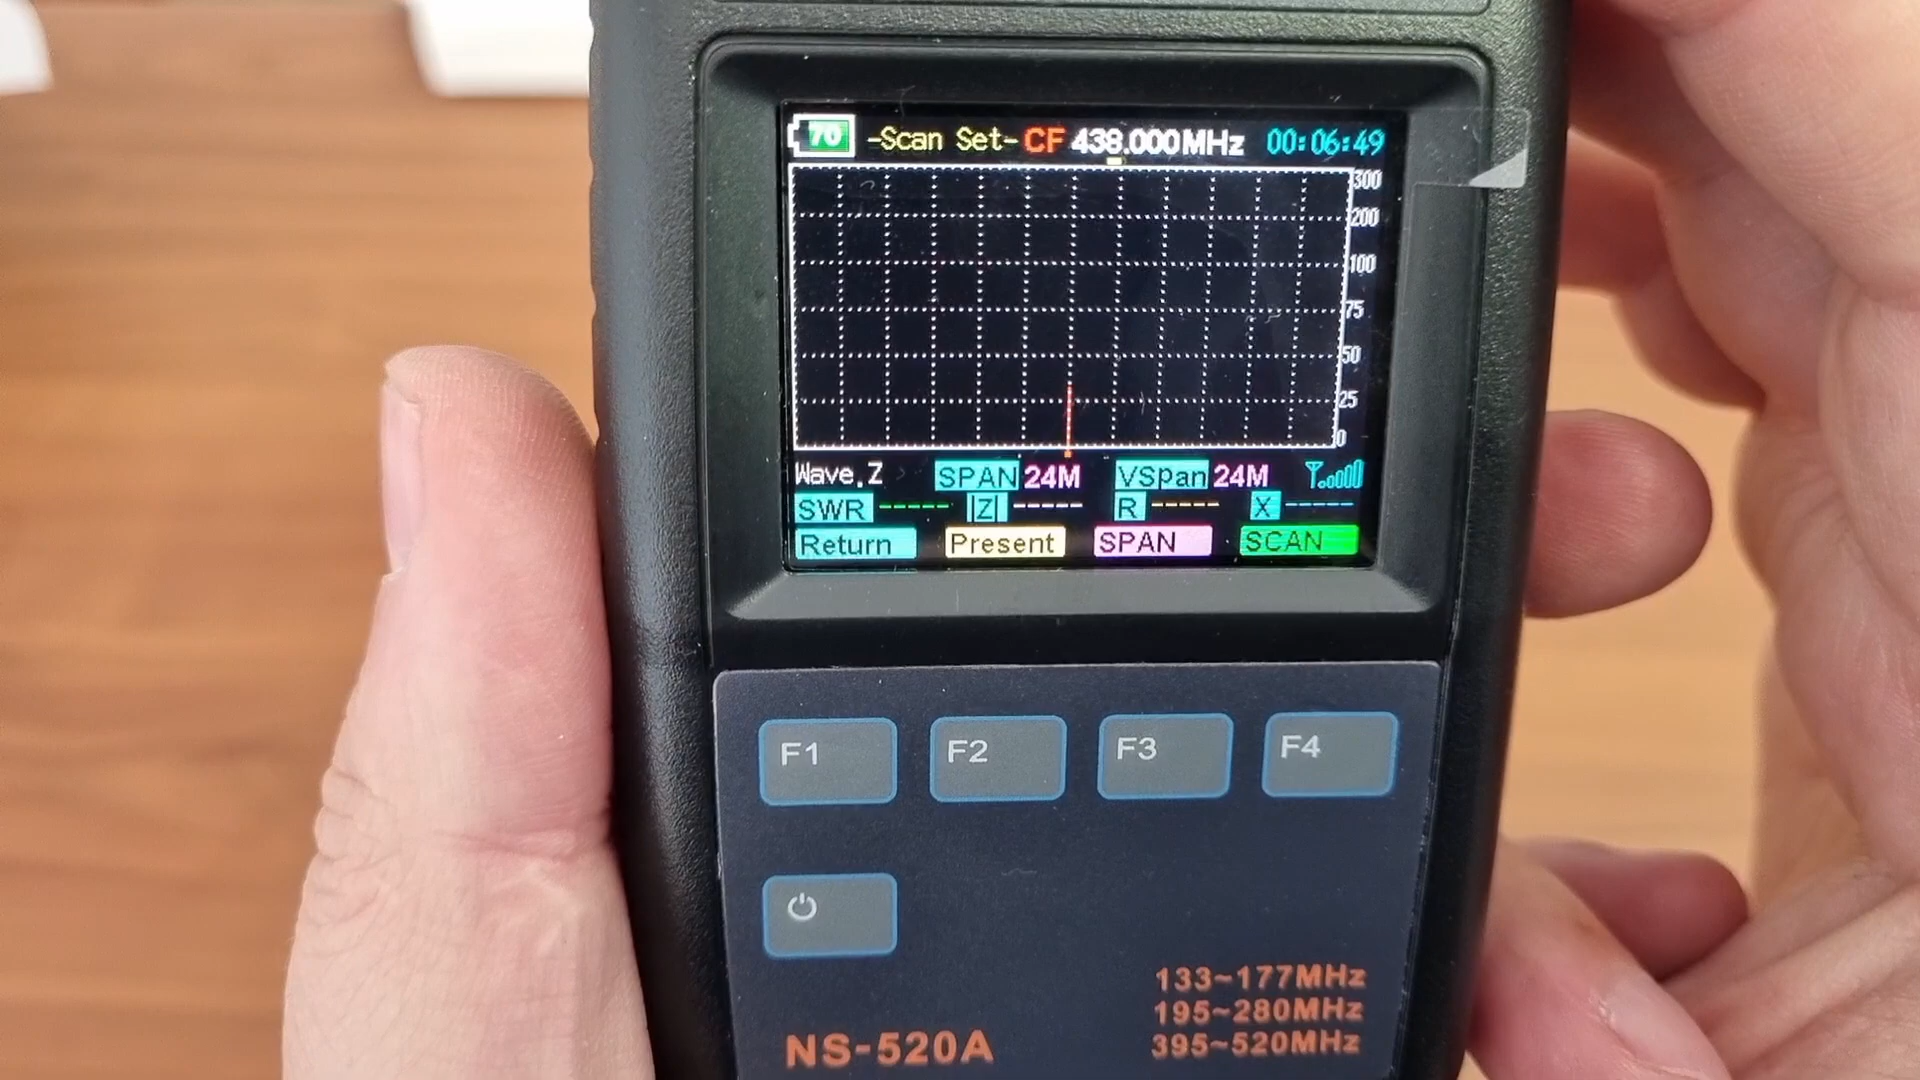 70 -Scan Set- CF 438.000MHz 00:06:49
300
200
100
75
50
25
0
Wave.Z SPAN 24M VSpan 24M
SWR ----- |Z| ----- R ----- X -----
Return Present SPAN SCAN
F1 F2 F3 F4
133~177MHz
195~280MHz
NS-520A 395~520MHz